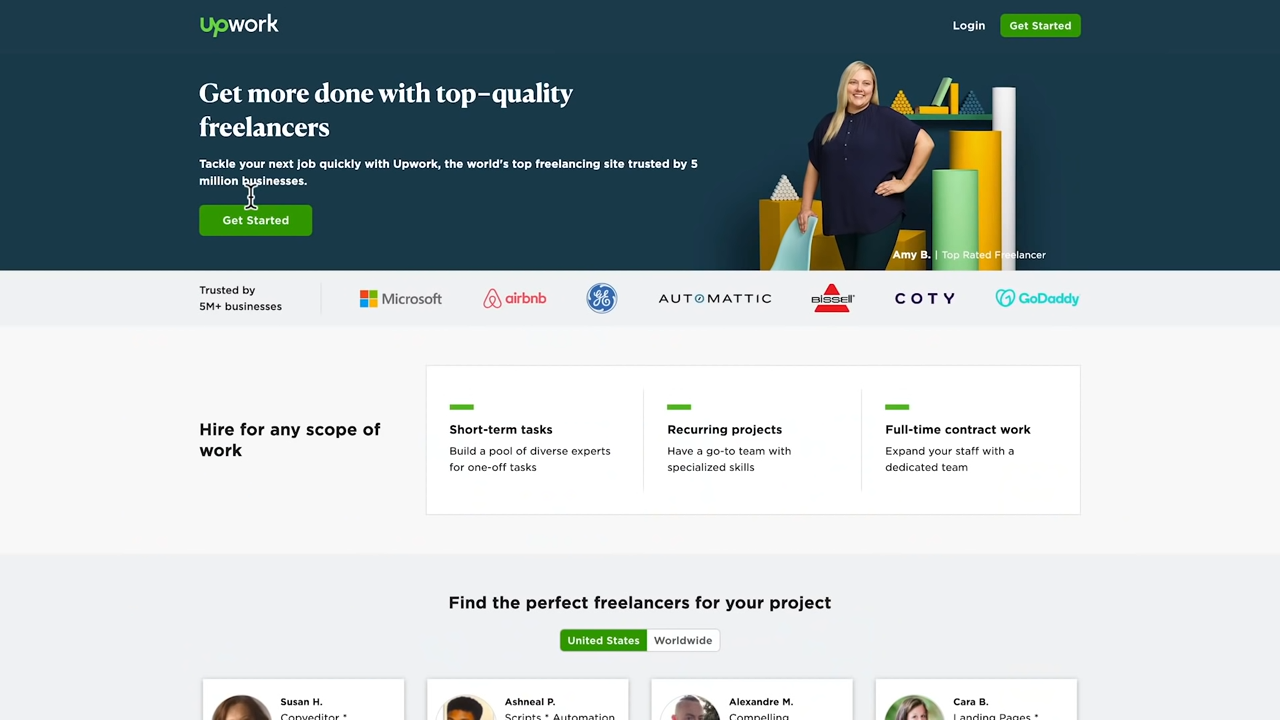 upwork
Login
Get Started
Get more done with top-quality
freelancers
Tackle your next job quickly with Upwork, the world's top freelancing site trusted by 5
million businesses.
Get Started
Amy B. | Top Rated Freelancer
Trusted by
5M+ businesses
Microsoft
airbnb
GE
AUTOMATTIC
BISSELL
COTY
GoDaddy
Hire for any scope of
work
Short-term tasks
Build a pool of diverse experts
for one-off tasks
Recurring projects
Have a go-to team with
specialized skills
Full-time contract work
Expand your staff with a
dedicated team
Find the perfect freelancers for your project
United States
Worldwide
Susan H.
Copyeditor *
Ashneal P.
Scripts * Automation
Alexandre M.
Compelling
Cara B.
Landing Pages *